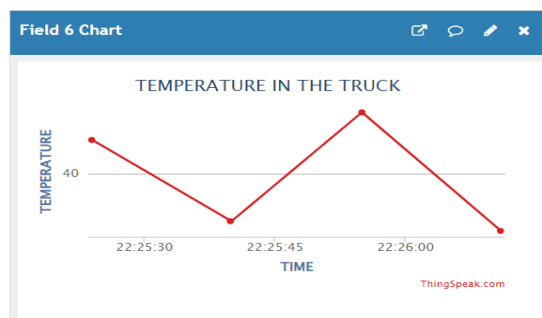 Field 6 Chart
TEMPERATURE IN THE TRUCK
TEMPERATURE
40
22:25:30 22:25:45 22:26:00
TIME
ThingSpeak.com